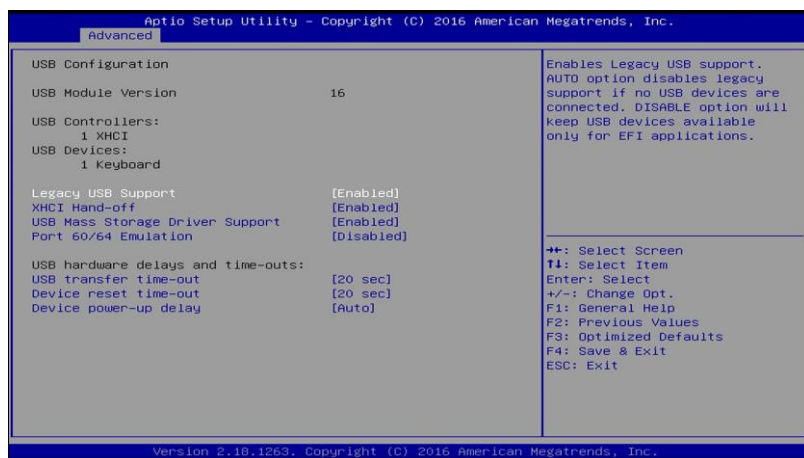 Aptio Setup Utility – Copyright (C) 2016 American Megatrends, Inc.
Advanced
USB Configuration
USB Module Version 16
USB Controllers:
1 XHCI
USB Devices:
1 Keyboard
Legacy USB Support [Enabled]
XHCI Hand-off [Enabled]
USB Mass Storage Driver Support [Enabled]
Port 60/64 Emulation [Disabled]
USB hardware delays and time-outs:
USB transfer time-out [20 sec]
Device reset time-out [20 sec]
Device power-up delay [Auto]
Enables Legacy USB support.
AUTO option disables legacy
support if no USB devices are
connected. DISABLE option will
keep USB devices available
only for EFI applications.
→←: Select Screen
↑↓: Select Item
Enter: Select
+/-: Change Opt.
F1: General Help
F2: Previous Values
F3: Optimized Defaults
F4: Save & Exit
ESC: Exit
Version 2.18.1263. Copyright (C) 2016 American Megatrends, Inc.